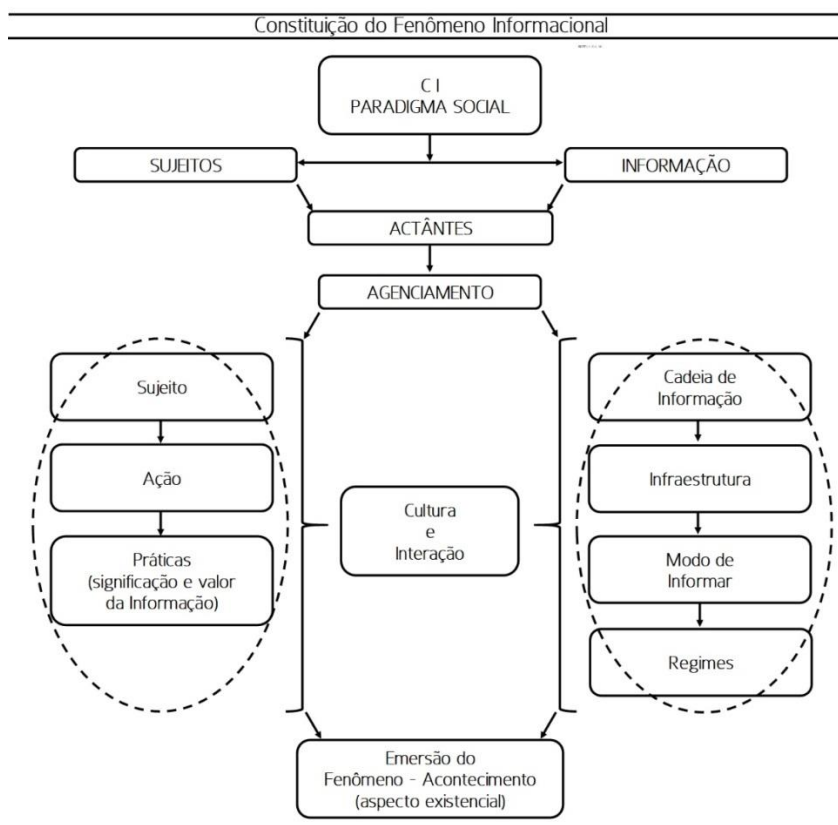 Constituição do Fenômeno Informacional
C I
PARADIGMA SOCIAL
SUJEITOS
INFORMAÇÃO
ACTÂNTES
AGENCIAMENTO
Sujeito
Ação
Práticas
(significação e valor
da Informação)
Cultura
e
Interação
Cadeia de
Informação
Infraestrutura
Modo de
Informar
Regimes
Emersão do
Fenômeno - Acontecimento
(aspecto existencial)